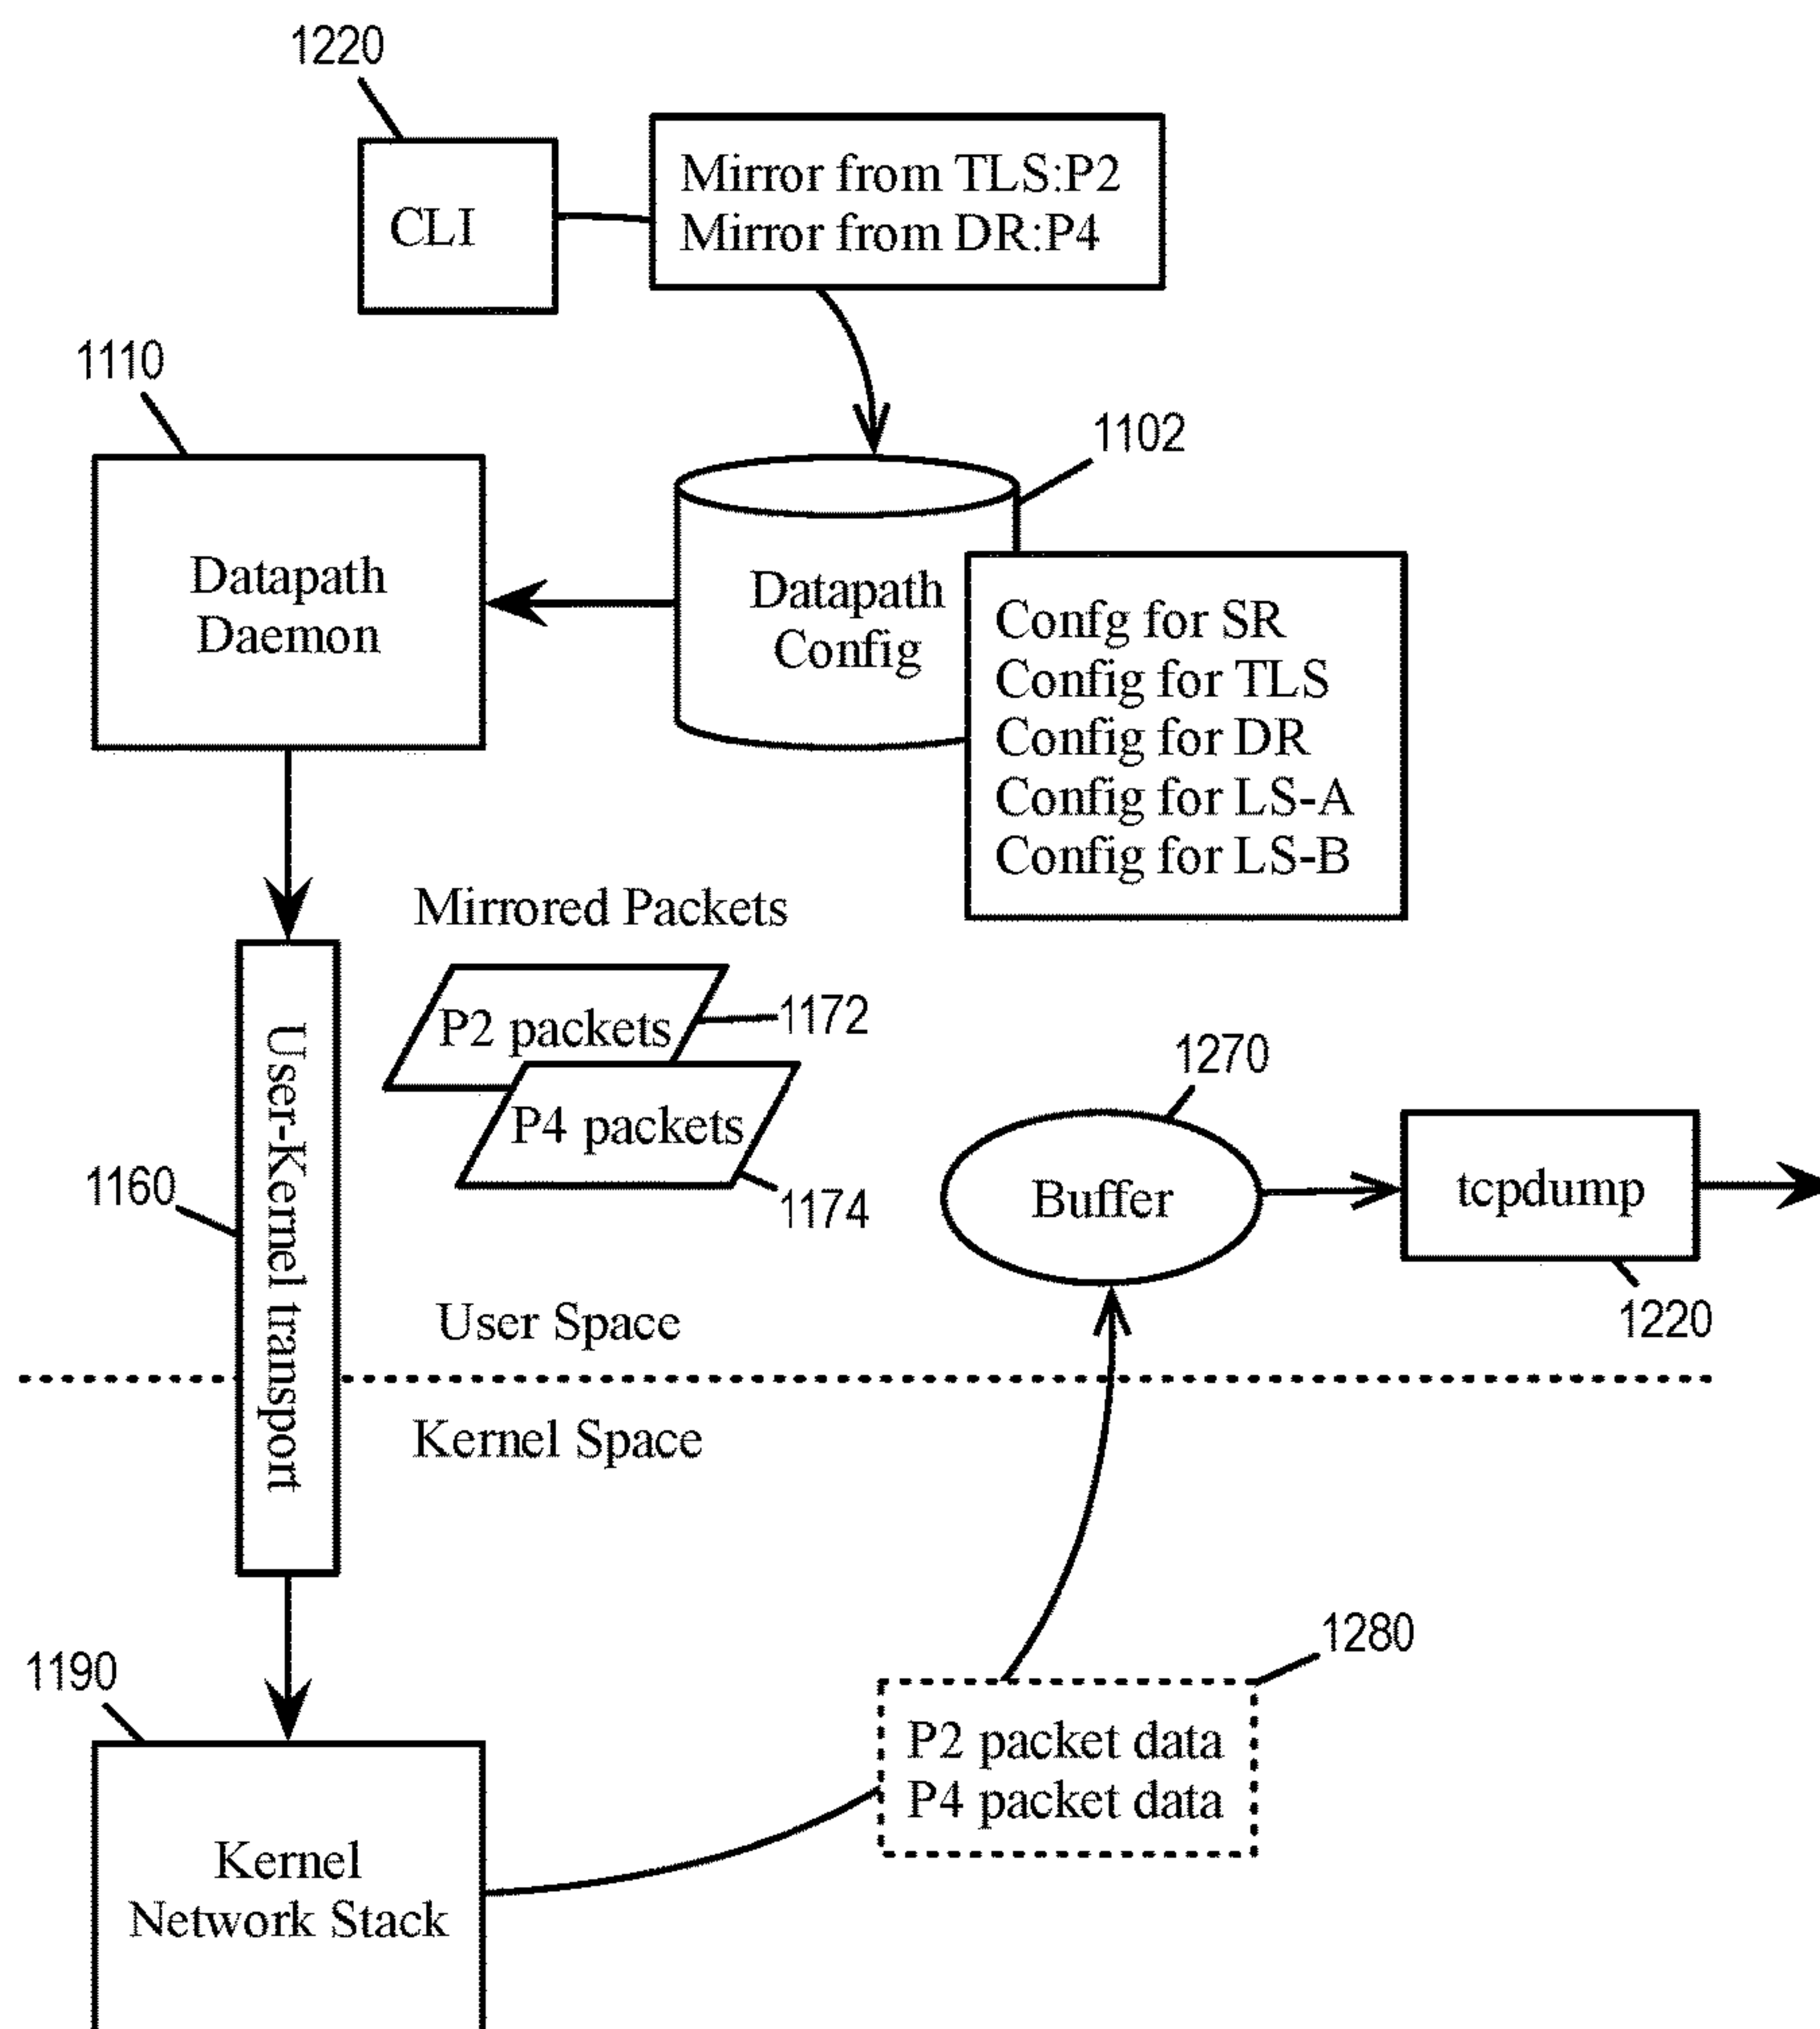 1220
CLI
Mirror from TLS:P2
Mirror from DR:P4
1110
1102
Datapath
Daemon
Datapath
Config
Confg for SR
Config for TLS
Config for DR
Config for LS-A
Config for LS-B
Mirrored Packets
P2 packets
1172
P4 packets
1174
1160
User-Kernel transport
1270
Buffer
tcpdump
1220
User Space
Kernel Space
1280
P2 packet data
P4 packet data
1190
Kernel
Network Stack